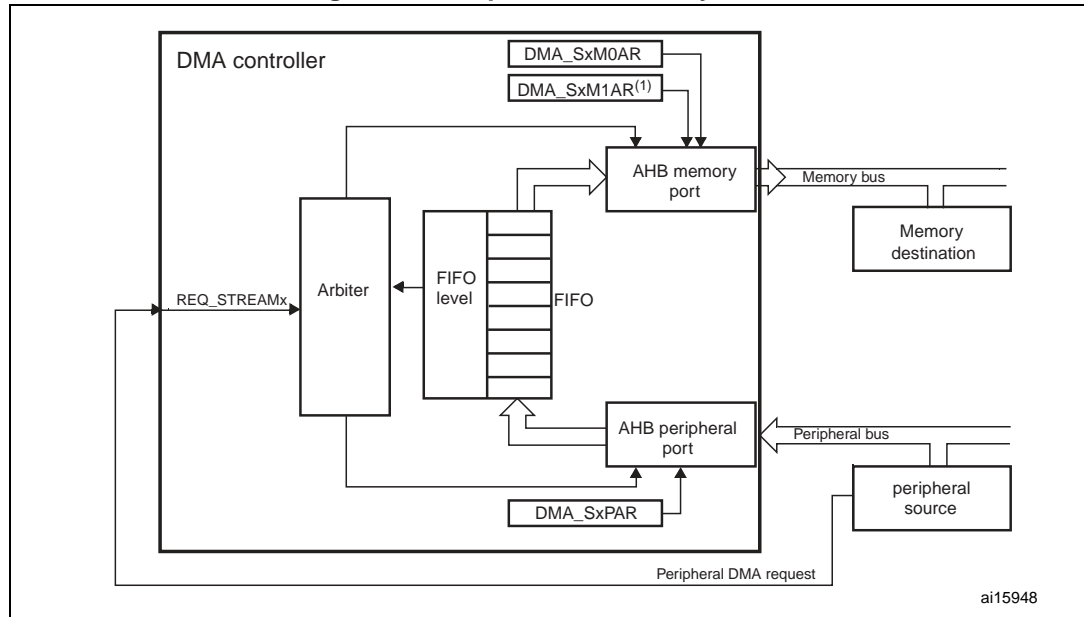 DMA controller
DMA_SxM0AR
DMA_SxM1AR(1)
AHB memory
port
Memory bus
Memory
destination
REQ_STREAMx
Arbiter
FIFO
level
FIFO
AHB peripheral
port
Peripheral bus
peripheral
source
DMA_SxPAR
Peripheral DMA request
ai15948